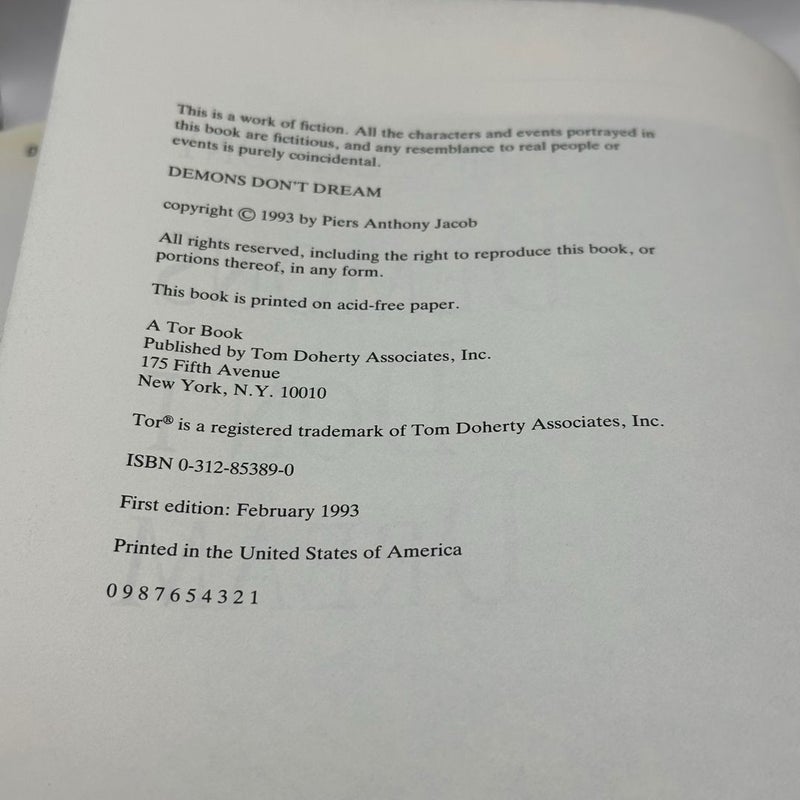 This is a work of fiction. All the characters and events portrayed in
this book are fictitious, and any resemblance to real people or
events is purely coincidental.
DEMONS DON'T DREAM
copyright © 1993 by Piers Anthony Jacob
All rights reserved, including the right to reproduce this book, or
portions thereof, in any form.
This book is printed on acid-free paper.
A Tor Book
Published by Tom Doherty Associates, Inc.
175 Fifth Avenue
New York, N.Y. 10010
Tor® is a registered trademark of Tom Doherty Associates, Inc.
ISBN 0-312-85389-0
First edition: February 1993
Printed in the United States of America
0 9 8 7 6 5 4 3 2 1